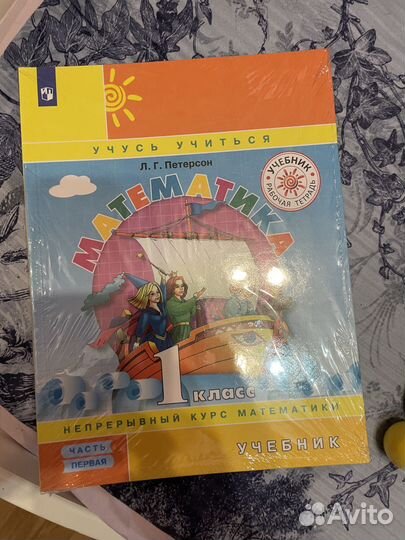 УЧУСЬ УЧИТЬСЯ
Л. Г. Петерсон
УЧЕБНИК
РАБОЧАЯ ТЕТРАДЬ
МАТЕМАТИКА
1 класс
НЕПРЕРЫВНЫЙ КУРС МАТЕМАТИКИ
ЧАСТЬ
ПЕРВАЯ
УЧЕБНИК
Avito